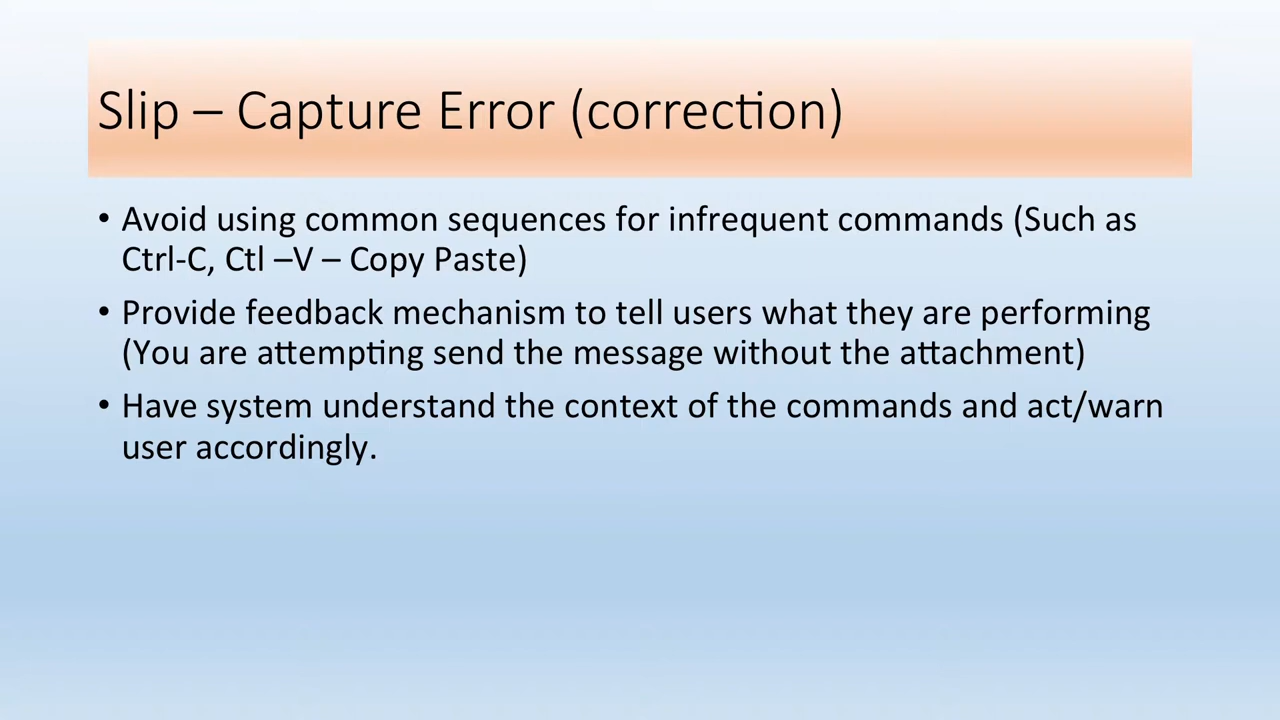 Slip – Capture Error (correction)
• Avoid using common sequences for infrequent commands (Such as
Ctrl-C, Ctl –V – Copy Paste)
• Provide feedback mechanism to tell users what they are performing
(You are attempting send the message without the attachment)
• Have system understand the context of the commands and act/warn
user accordingly.